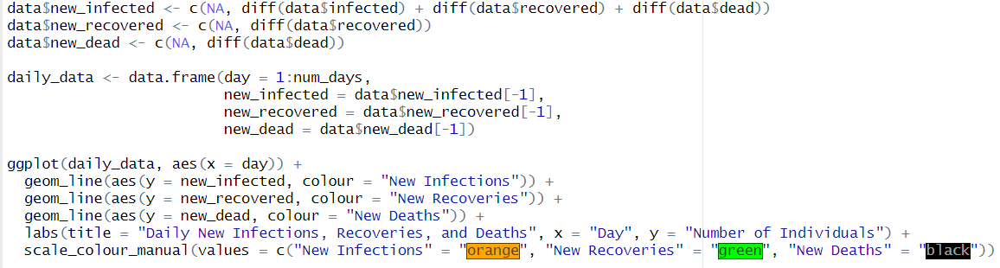 data$new_infected <- c(NA, diff(data$infected) + diff(data$recovered) + diff(data$dead))
data$new_recovered <- c(NA, diff(data$recovered))
data$new_dead <- c(NA, diff(data$dead))

daily_data <- data.frame(day = 1:num_days,
                         new_infected = data$new_infected[-1],
                         new_recovered = data$new_recovered[-1],
                         new_dead = data$new_dead[-1])

ggplot(daily_data, aes(x = day)) +
  geom_line(aes(y = new_infected, colour = "New Infections")) +
  geom_line(aes(y = new_recovered, colour = "New Recoveries")) +
  geom_line(aes(y = new_dead, colour = "New Deaths")) +
  labs(title = "Daily New Infections, Recoveries, and Deaths", x = "Day", y = "Number of Individuals") +
  scale_colour_manual(values = c("New Infections" = "orange", "New Recoveries" = "green", "New Deaths" = "black"))